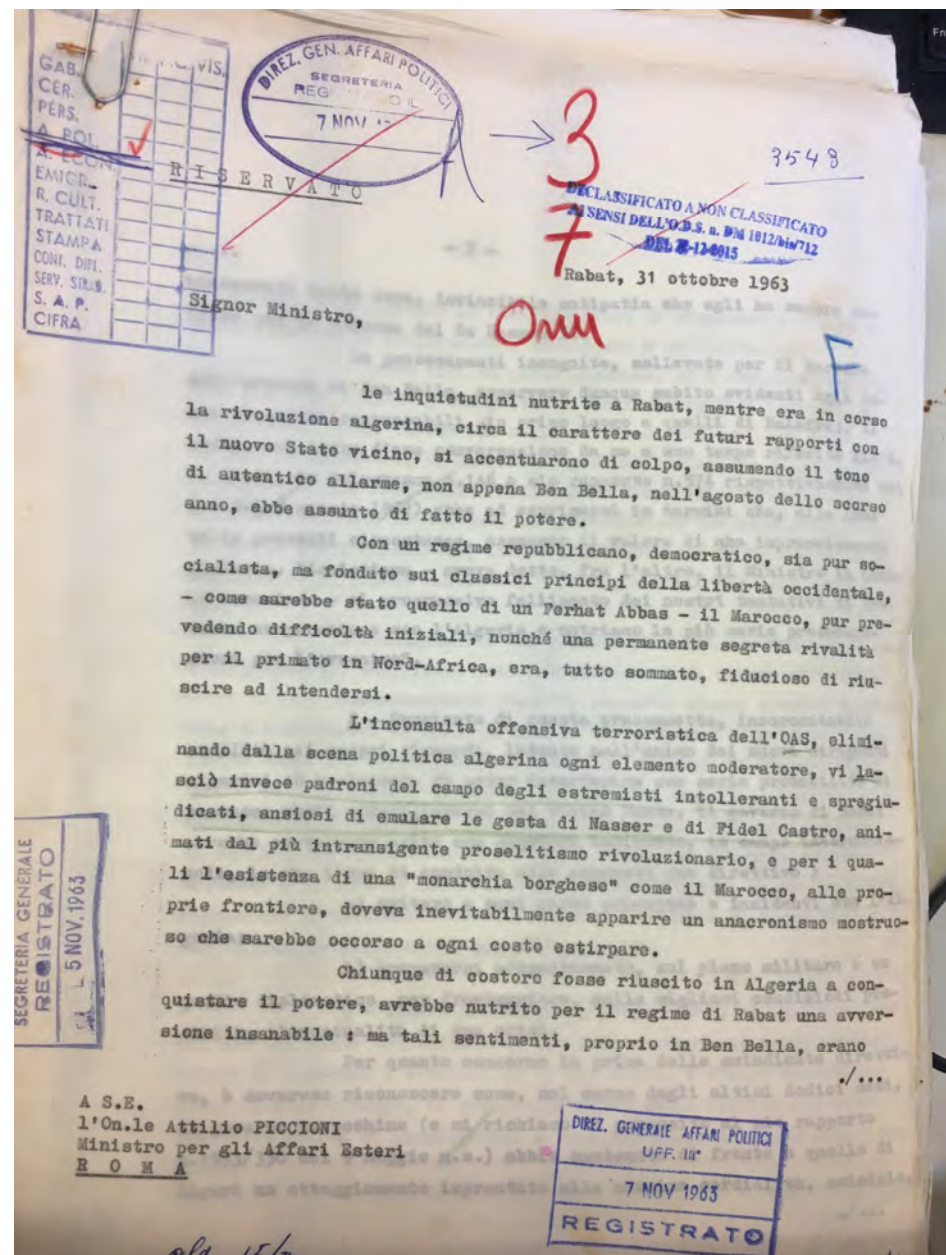 GAB.
CER.
PERS.
A. POL.
A. ECON.
EMIGR.
R. CULT.
TRATTATI
STAMPA
CONT. DIPL.
SERV. STAS.
S. A. P.
CIFRA
VIS.
DIREZ. GEN. AFFARI POLITICI
SEGRETERIA
7 NOV
RISERVATO
3
7
3548
DECLASSIFICATO A NON CLASSIFICATO
AI SENSI DELL'O.D.S. n. DM 1012/bis/712
Rabat, 31 ottobre 1963
Signor Ministro,
Onu
F
le inquietudini nutrite a Rabat, mentre era in corso
la rivoluzione algerina, circa il carattere dei futuri rapporti con
il nuovo Stato vicino, si accentuarono di colpo, assumendo il tono
di autentico allarme, non appena Ben Bella, nell'agosto dello scorso
anno, ebbe assunto di fatto il potere.
Con un regime repubblicano, democratico, sia pur so-
cialista, ma fondato sui classici principi della libertà occidentale,
- come sarebbe stato quello di un Ferhat Abbas - il Marocco, pur pre-
vedendo difficoltà iniziali, nonché una permanente segreta rivalità
per il primato in Nord-Africa, era, tutto sommato, fiducioso di riu-
scire ad intendersi.
L'inconsulta offensiva terroristica dell'OAS, elimi-
nando dalla scena politica algerina ogni elemento moderatore, vi la-
sciò invece padroni del campo degli estremisti intolleranti e spregiu-
dicati, ansiosi di emulare le gesta di Nasser e di Fidel Castro, ani-
mati dal più intransigente proselitismo rivoluzionario, e per i qua-
li l'esistenza di una "monarchia borghese" come il Marocco, alle pro-
prie frontiere, doveva inevitabilmente apparire un anacronismo mostruo-
so che sarebbe occorso a ogni costo estirpare.
Chiunque di costoro fosse riuscito in Algeria a con-
quistare il potere, avrebbe nutrito per il regime di Rabat una avver-
sione insanabile : ma tali sentimenti, proprio in Ben Bella, erano
./...
SEGRETERIA GENERALE
REGISTRATO
5 NOV. 1963
A S.E.
l'On.le Attilio PICCIONI
Ministro per gli Affari Esteri
ROMA
DIREZ. GENERALE AFFARI POLITICI
UFF. III°
7 NOV 1963
REGISTRATO